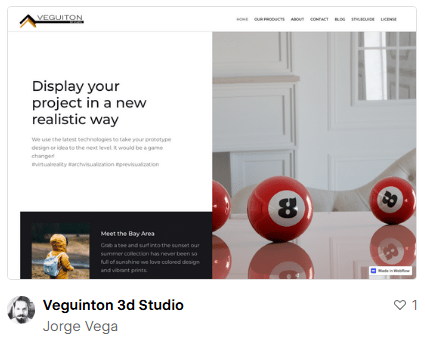 VEGUITON
HOME OUR PRODUCTS ABOUT CONTACT BLOG STYLEGUIDE LICENSE
Display your
project in a new
realistic way
We use the latest technologies to take your prototype
design or idea to the next level. It would be a game
changer!
#virtualreality #archvisualization #previsualization
8 8
Meet the Bay Area
Grab a tee and surf into the sunset our
summer collection has never been so
full of sunshine we love colored design
and vibrant prints.
Made in Webflow
Veguinton 3d Studio
1
Jorge Vega